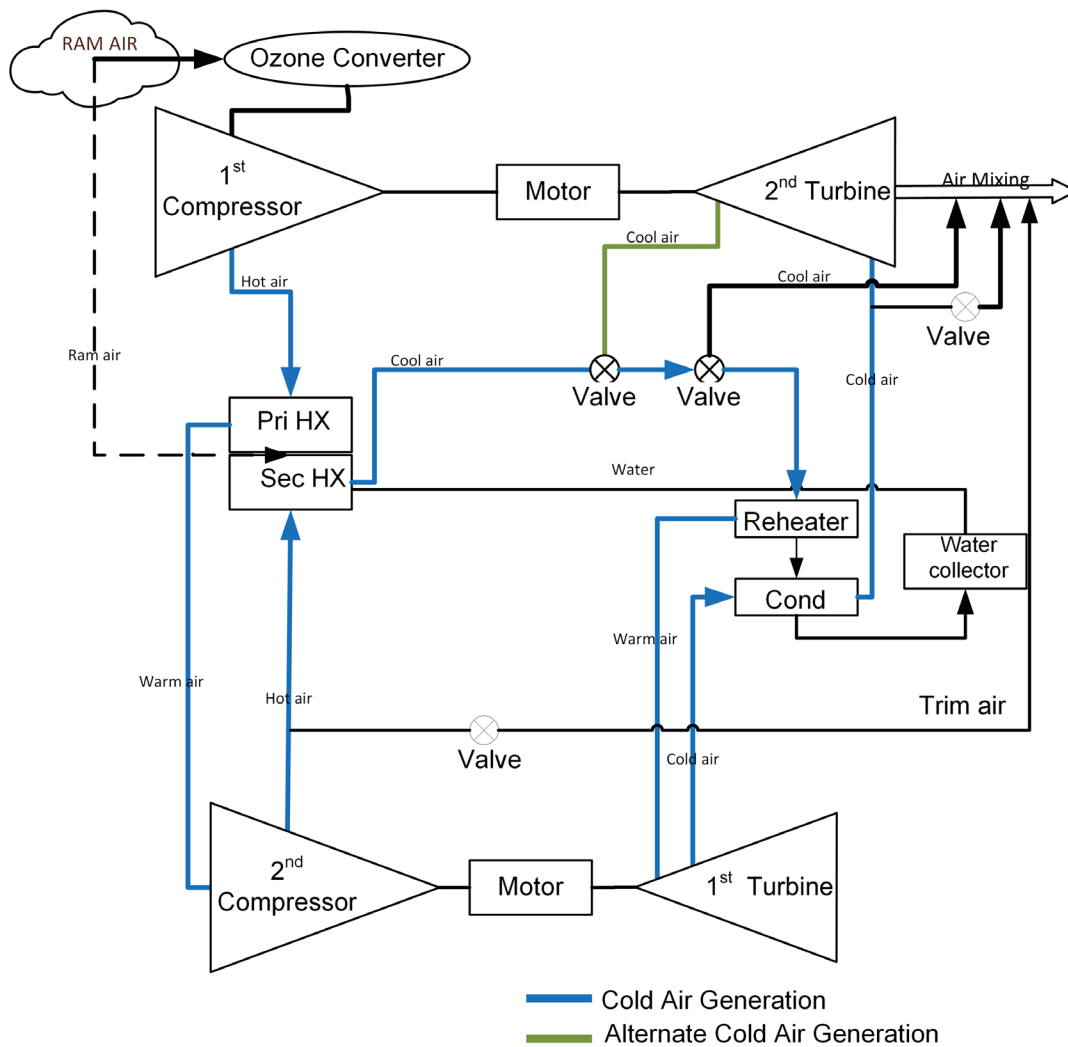 RAM AIR
Ozone Converter
1st
Compressor
Motor
2nd Turbine
Air Mixing
Cool air
Hot air
Cool air
Valve
Ram air
Cool air
Valve
Valve
Cold air
Pri HX
Sec HX
Water
Reheater
Water
collector
Cond
Warm air
Warm air
Hot air
Trim air
Valve
Cold air
2nd
Compressor
Motor
1st Turbine
Cold Air Generation
Alternate Cold Air Generation